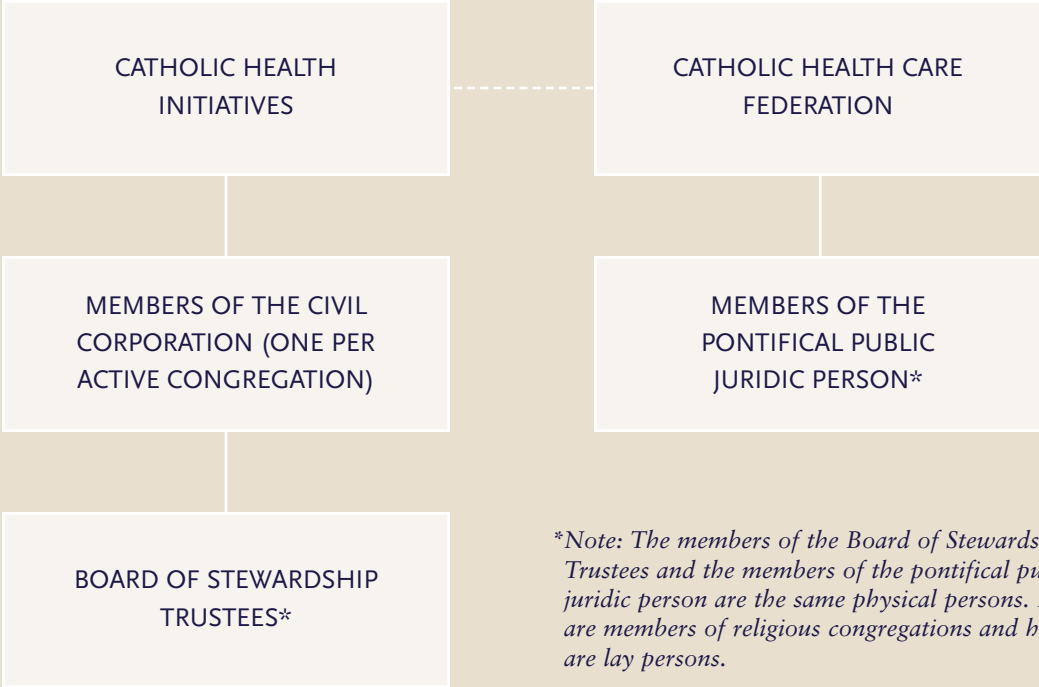 CATHOLIC HEALTH
INITIATIVES
CATHOLIC HEALTH CARE
FEDERATION
MEMBERS OF THE CIVIL
CORPORATION (ONE PER
ACTIVE CONGREGATION)
MEMBERS OF THE
PONTIFICAL PUBLIC
JURIDIC PERSON*
BOARD OF STEWARDSHIP
TRUSTEES*
*Note: The members of the Board of
Trustees and the members of the pontifical
juridic person are the same physical persons.
are members of religious congregations and
are lay persons.